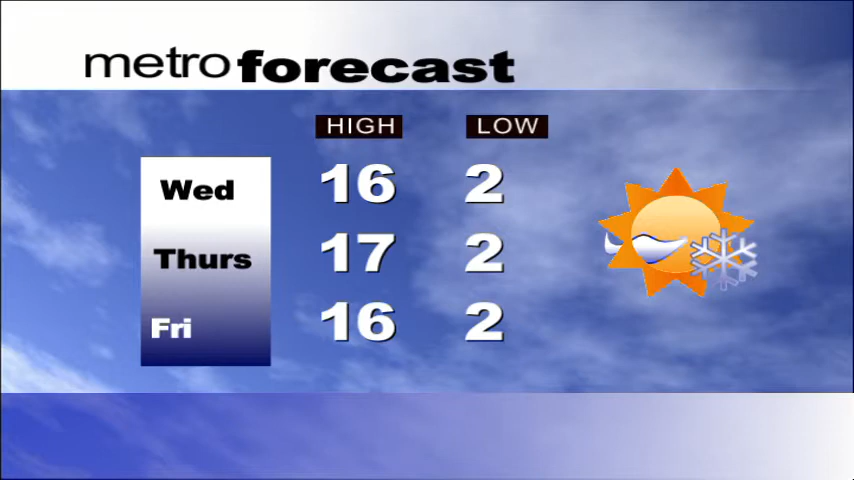 metro forecast
HIGH LOW
Wed 16 2
Thurs 17 2
Fri 16 2